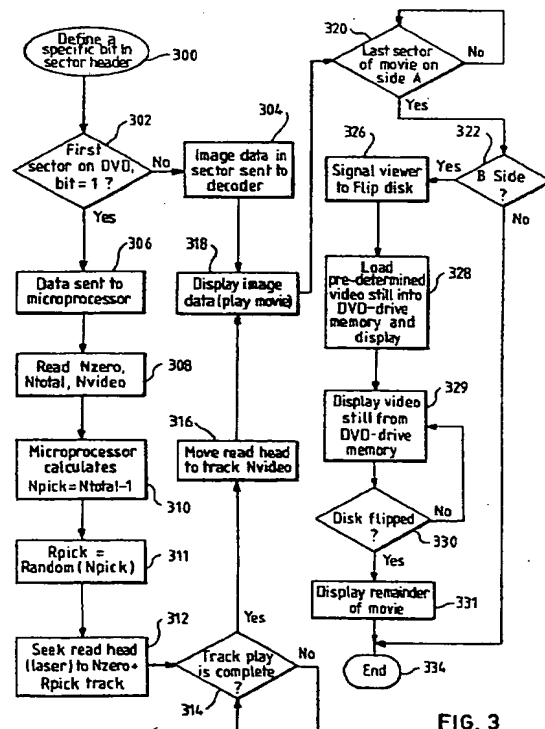 Define a
specific bit in
sector header
300
302
First
sector on DVD,
bit = 1 ?
No
Yes
304
Image data in
sector sent to
decoder
306
Data sent to
microprocessor
318
Display image
data (play movie)
Read Nzero,
Ntotal, Nvideo
308
316
Move read head
to track Nvideo
Microprocessor
calculates
Npick = Ntotal-1
310
Rpick =
Random (Npick)
311
312
Seek read head
(laser) to Nzero+
Rpick track
Yes
No
Track play
is complete
?
314
320
Last sector
of movie on
side A
No
Yes
322
B Side
?
Yes
No
326
Signal viewer
to Flip disk
Load
pre-determined
video still into
DVD-drive
memory and
display
328
329
Display video
still from
DVD-drive
memory
Disk flipped
?
No
330
Yes
Display remainder
of movie
331
End
334
FIG. 3